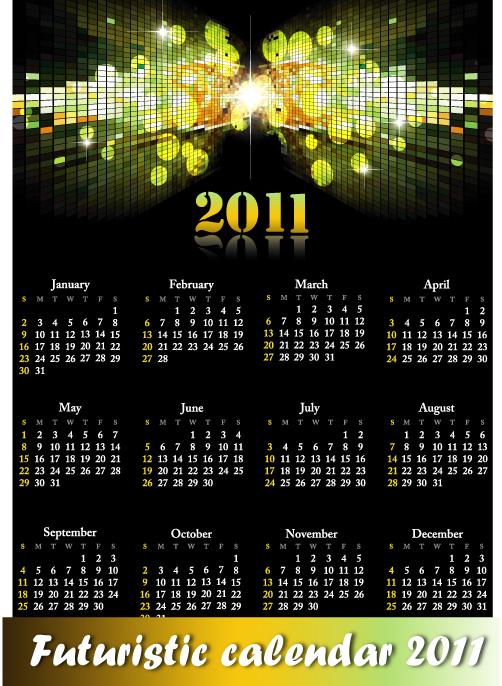 2011
January
S M T W T F S
1
2 3 4 5 6 7 8
9 10 11 12 13 14 15
16 17 18 19 20 21 22
23 24 25 26 27 28 29
30 31
February
S M T W T F S
1 2 3 4 5
6 7 8 9 10 11 12
13 14 15 16 17 18 19
20 21 22 23 24 25 26
27 28
March
S M T W T F S
1 2 3 4 5
6 7 8 9 10 11 12
13 14 15 16 17 18 19
20 21 22 23 24 25 26
27 28 29 30 31
April
S M T W T F S
1 2
3 4 5 6 7 8 9
10 11 12 13 14 15 16
17 18 19 20 21 22 23
24 25 26 27 28 29 30
May
S M T W T F S
1 2 3 4 5 6 7
8 9 10 11 12 13 14
15 16 17 18 19 20 21
22 23 24 25 26 27 28
29 30 31
June
S M T W T F S
1 2 3 4
5 6 7 8 9 10 11
12 13 14 15 16 17 18
19 20 21 22 23 24 25
26 27 28 29 30
July
S M T W T F S
1 2
3 4 5 6 7 8 9
10 11 12 13 14 15 16
17 18 19 20 21 22 23
24 25 26 27 28 29 30
August
S M T W T F S
1 2 3 4 5 6
7 8 9 10 11 12 13
14 15 16 17 18 19 20
21 22 23 24 25 26 27
28 29 30 31
September
S M T W T F S
1 2 3
4 5 6 7 8 9 10
11 12 13 14 15 16 17
18 19 20 21 22 23 24
25 26 27 28 29 30
October
S M T W T F S
1
2 3 4 5 6 7 8
9 10 11 12 13 14 15
16 17 18 19 20 21 22
23 24 25 26 27 28 29
November
S M T W T F S
1 2 3 4 5
6 7 8 9 10 11 12
13 14 15 16 17 18 19
20 21 22 23 24 25 26
27 28 29 30
December
S M T W T F S
1 2 3
4 5 6 7 8 9 10
11 12 13 14 15 16 17
18 19 20 21 22 23 24
25 26 27 28 29 30 31
Futuristic calendar 2011